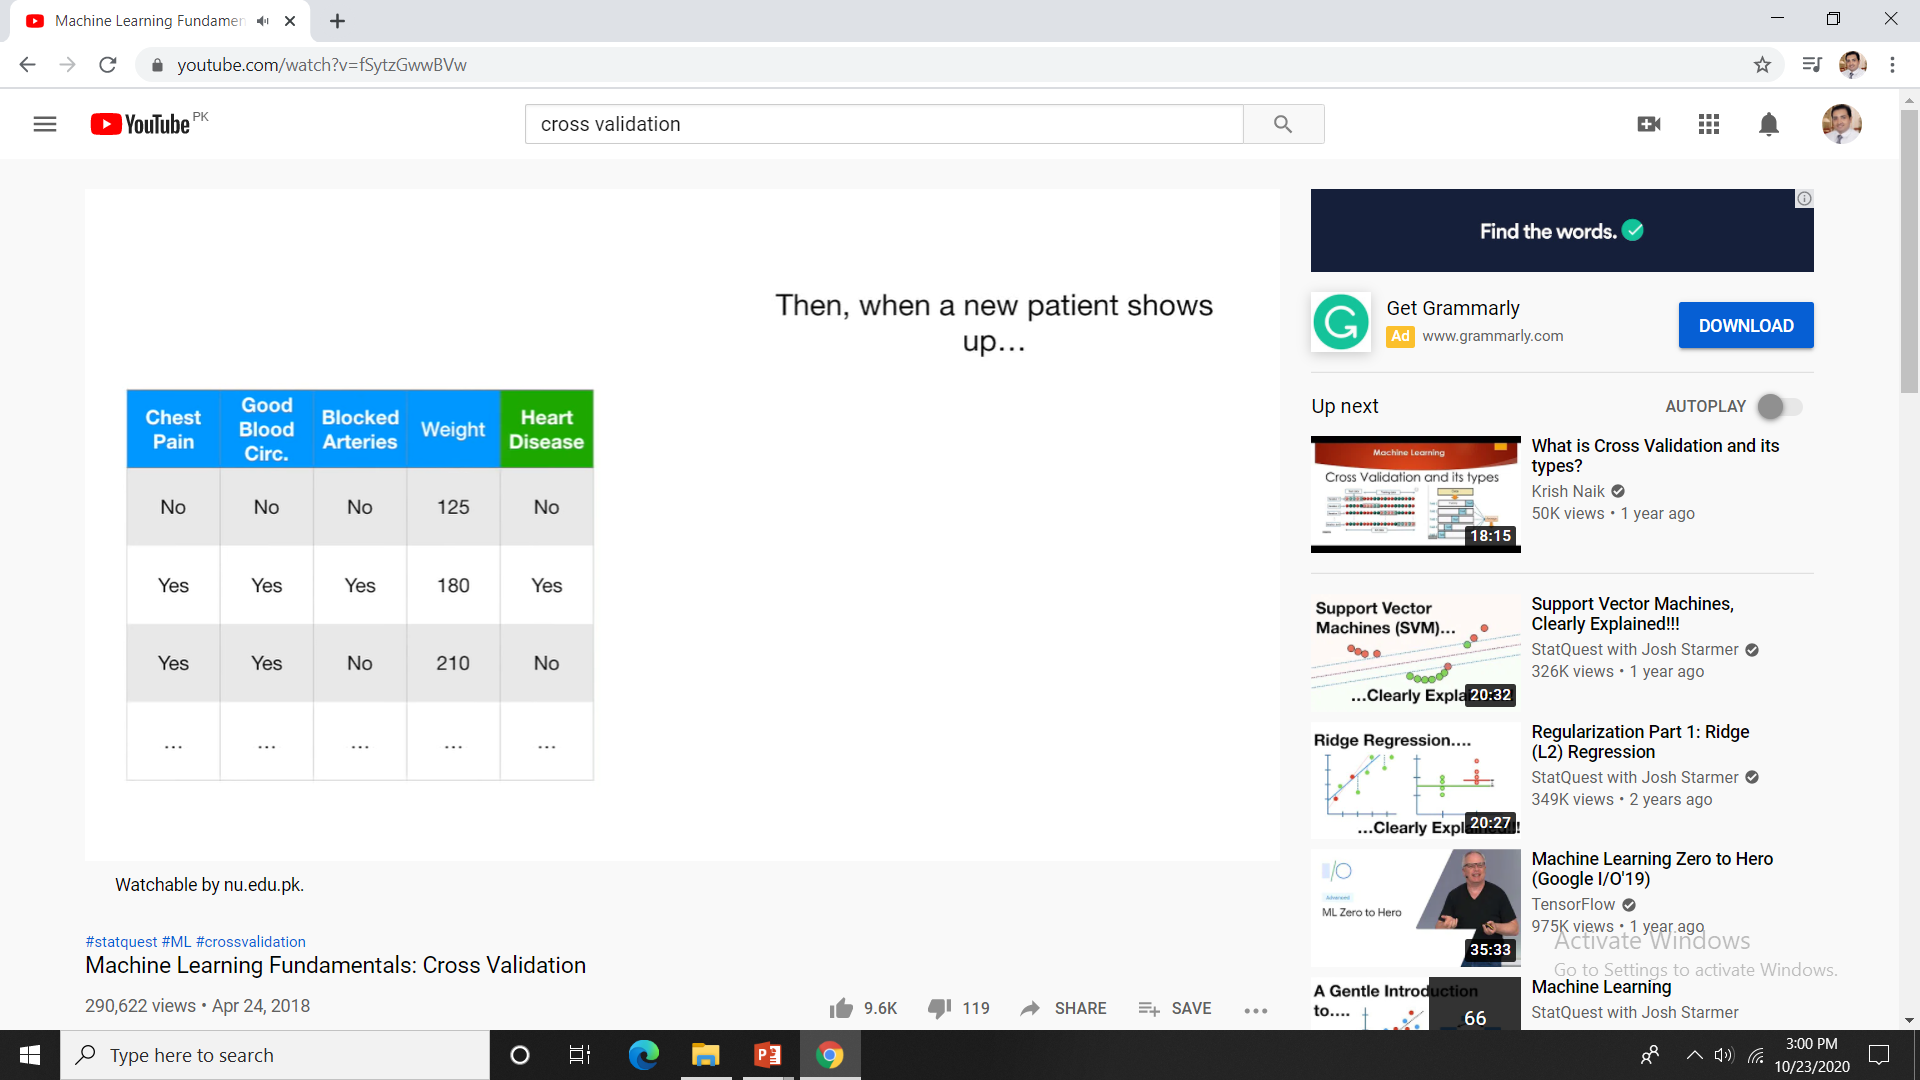 Machine Learning Fundamen
youtube.com/watch?v=fSytzGwwBVw
YouTube PK
cross validation
Then, when a new patient shows
up...
Chest Pain Good Blood Circ. Blocked Arteries Weight Heart Disease
No No No 125 No
Yes Yes Yes 180 Yes
Yes Yes No 210 No
... ... ... ... ...
Watchable by nu.edu.pk.
#statquest #ML #crossvalidation
Machine Learning Fundamentals: Cross Validation
290,622 views • Apr 24, 2018
9.6K 119 SHARE SAVE
Find the words.
Get Grammarly
Ad www.grammarly.com
DOWNLOAD
Up next AUTOPLAY
Machine Learning
Cross Validation and its types
18:15
What is Cross Validation and its
types?
Krish Naik
50K views • 1 year ago
Support Vector
Machines (SVM)...
...Clearly Expla
20:32
Support Vector Machines,
Clearly Explained!!!
StatQuest with Josh Starmer
326K views • 1 year ago
Ridge Regression....
...Clearly Expl
20:27
Regularization Part 1: Ridge
(L2) Regression
StatQuest with Josh Starmer
349K views • 2 years ago
I/O
Advanced
ML Zero to Hero
35:33
Machine Learning Zero to Hero
(Google I/O'19)
TensorFlow
975K views • 1 year ago
Activate Windows
Go to Settings to activate Windows.
A Gentle Introduction
to....
66
Machine Learning
StatQuest with Josh Starmer
Type here to search
3:00 PM
10/23/2020